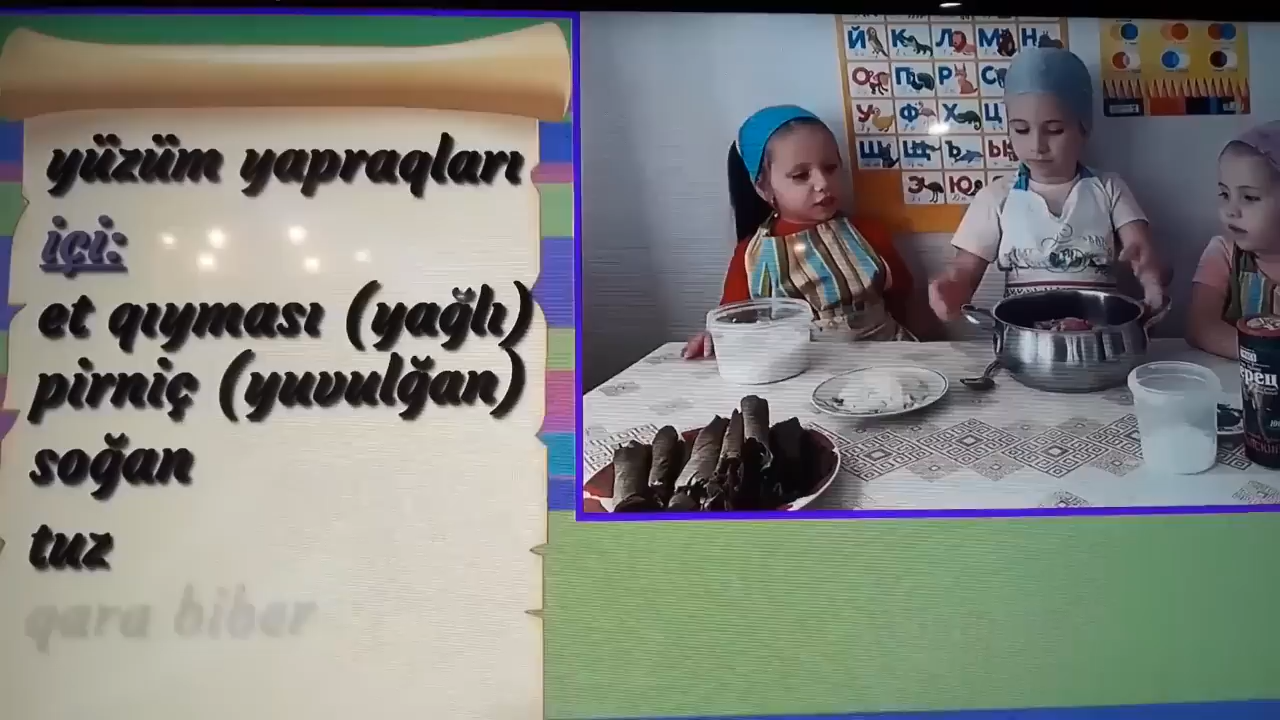 yüzüm yapraqları
içi:
et qıyması (yağlı)
pirniç (yuvulğan)
soğan
tuz
qara biber
Й К Л М Н
О П Р С
У Ф Х Ц
Ш Щ Ъ Ы
Э Ю